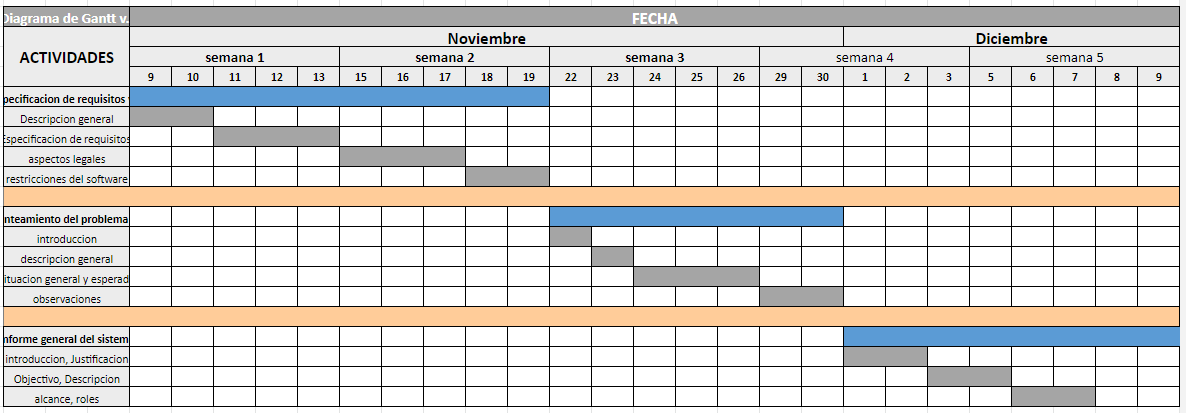 Diagrama de Gantt v. FECHA
ACTIVIDADES Noviembre Diciembre
semana 1 semana 2 semana 3 semana 4 semana 5
9 10 11 12 13 15 16 17 18 19 22 23 24 25 26 29 30 1 2 3 5 6 7 8 9
pecificacion de requisitos
Descripcion general
Especificacion de requisitos
aspectos legales
restricciones del software
nteamiento del problema
introduccion
descripcion general
ituacion general y esperad
observaciones
nforme general del sistem
introduccion, Justificacion
Objectivo, Descripcion
alcance, roles